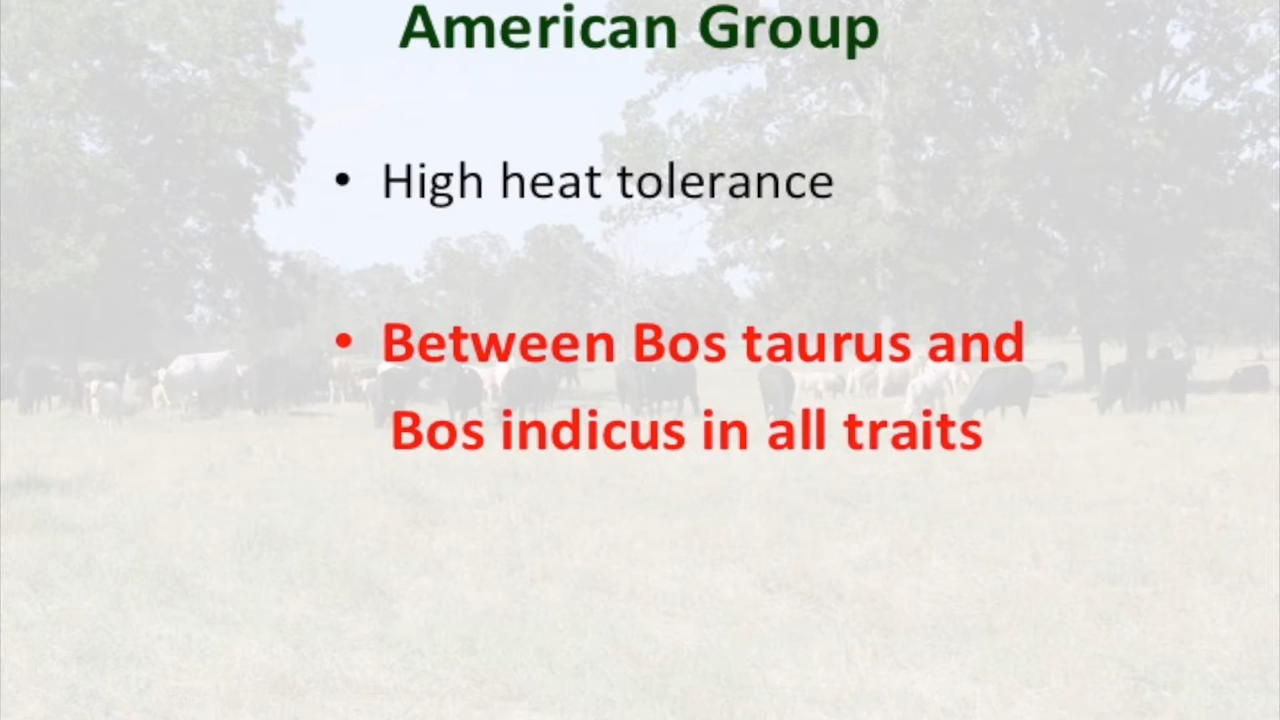 American Group
• High heat tolerance
• Between Bos taurus and
Bos indicus in all traits